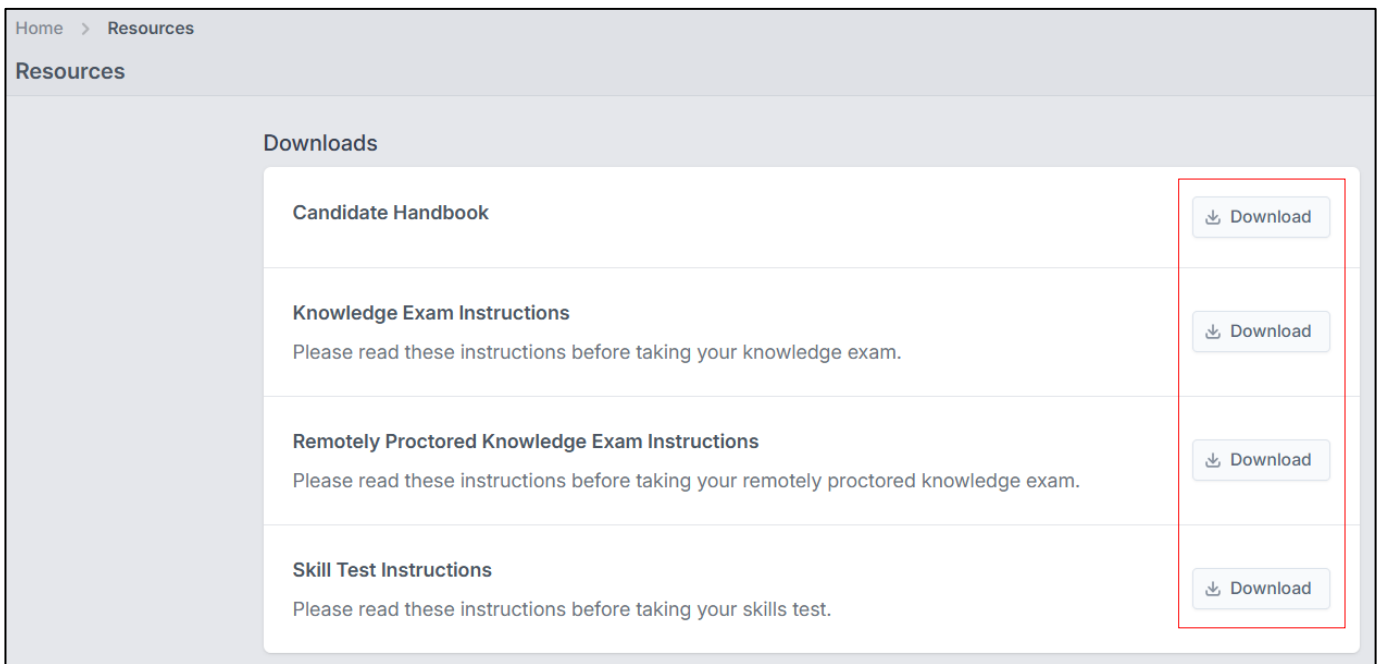 Home > Resources
Resources
Downloads
Candidate Handbook
Download
Knowledge Exam Instructions
Please read these instructions before taking your knowledge exam.
Download
Remotely Proctored Knowledge Exam Instructions
Please read these instructions before taking your remotely proctored knowledge exam.
Download
Skill Test Instructions
Please read these instructions before taking your skills test.
Download